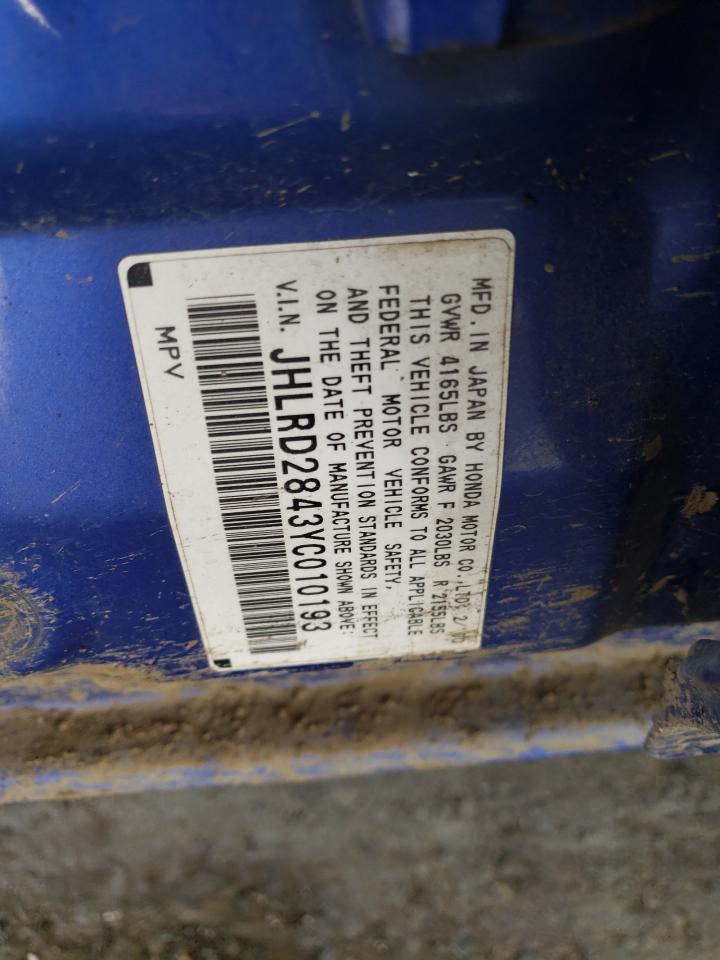 MFD. IN JAPAN BY HONDA MOTOR CO., LTD. 2/00
GVWR 4165LBS GAWR F 2030LBS R 2155LBS
THIS VEHICLE CONFORMS TO ALL APPLICABLE
FEDERAL MOTOR VEHICLE SAFETY,
AND THEFT PREVENTION STANDARDS IN EFFECT
ON THE DATE OF MANUFACTURE SHOWN ABOVE:
V.I.N. JHLRD2843YC010193
MPV